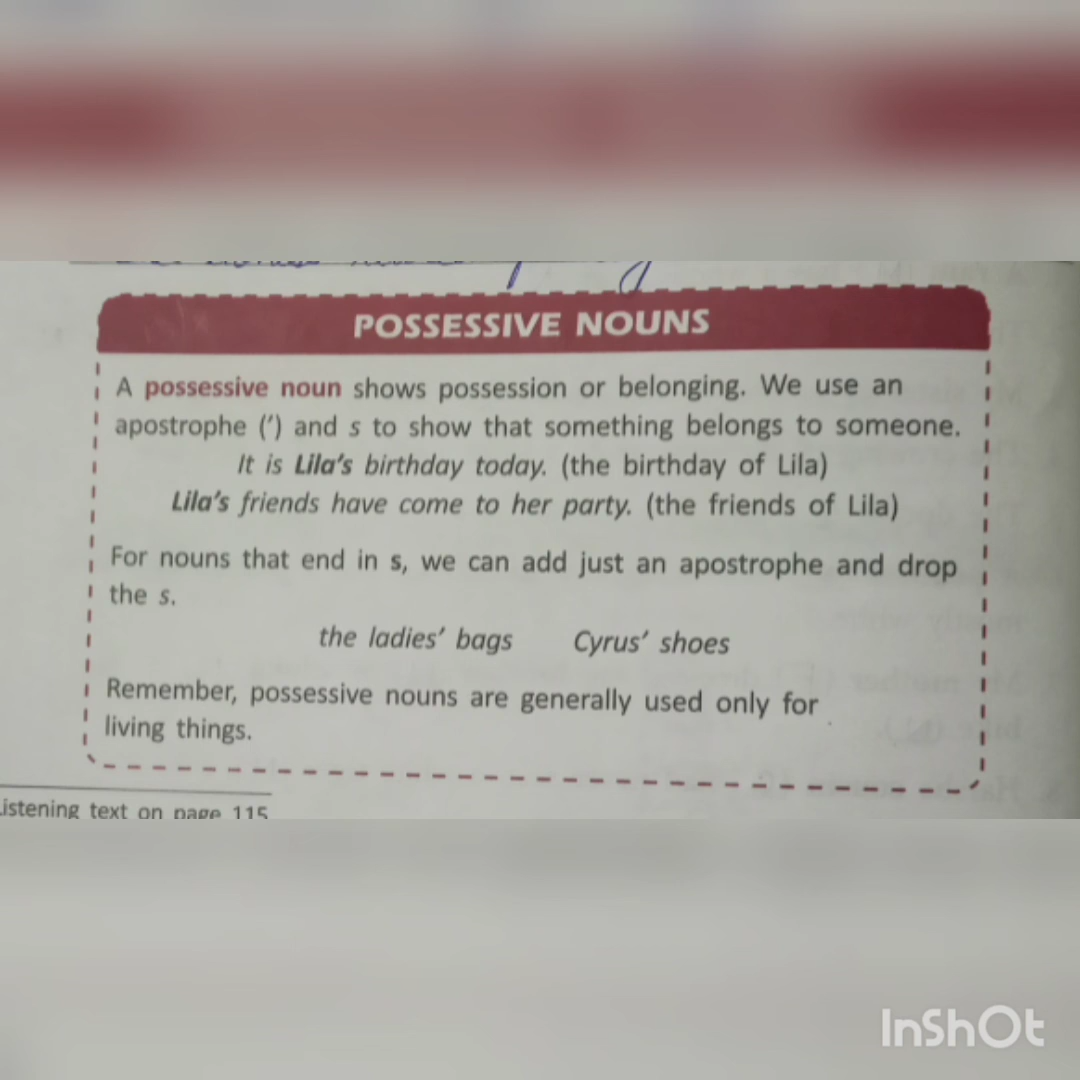 POSSESSIVE NOUNS
A possessive noun shows possession or belonging. We use an
apostrophe (’) and s to show that something belongs to someone.
It is Lila’s birthday today. (the birthday of Lila)
Lila’s friends have come to her party. (the friends of Lila)
For nouns that end in s, we can add just an apostrophe and drop
the s.
the ladies’ bags Cyrus’ shoes
Remember, possessive nouns are generally used only for
living things.
istening text on page 115
InShOt